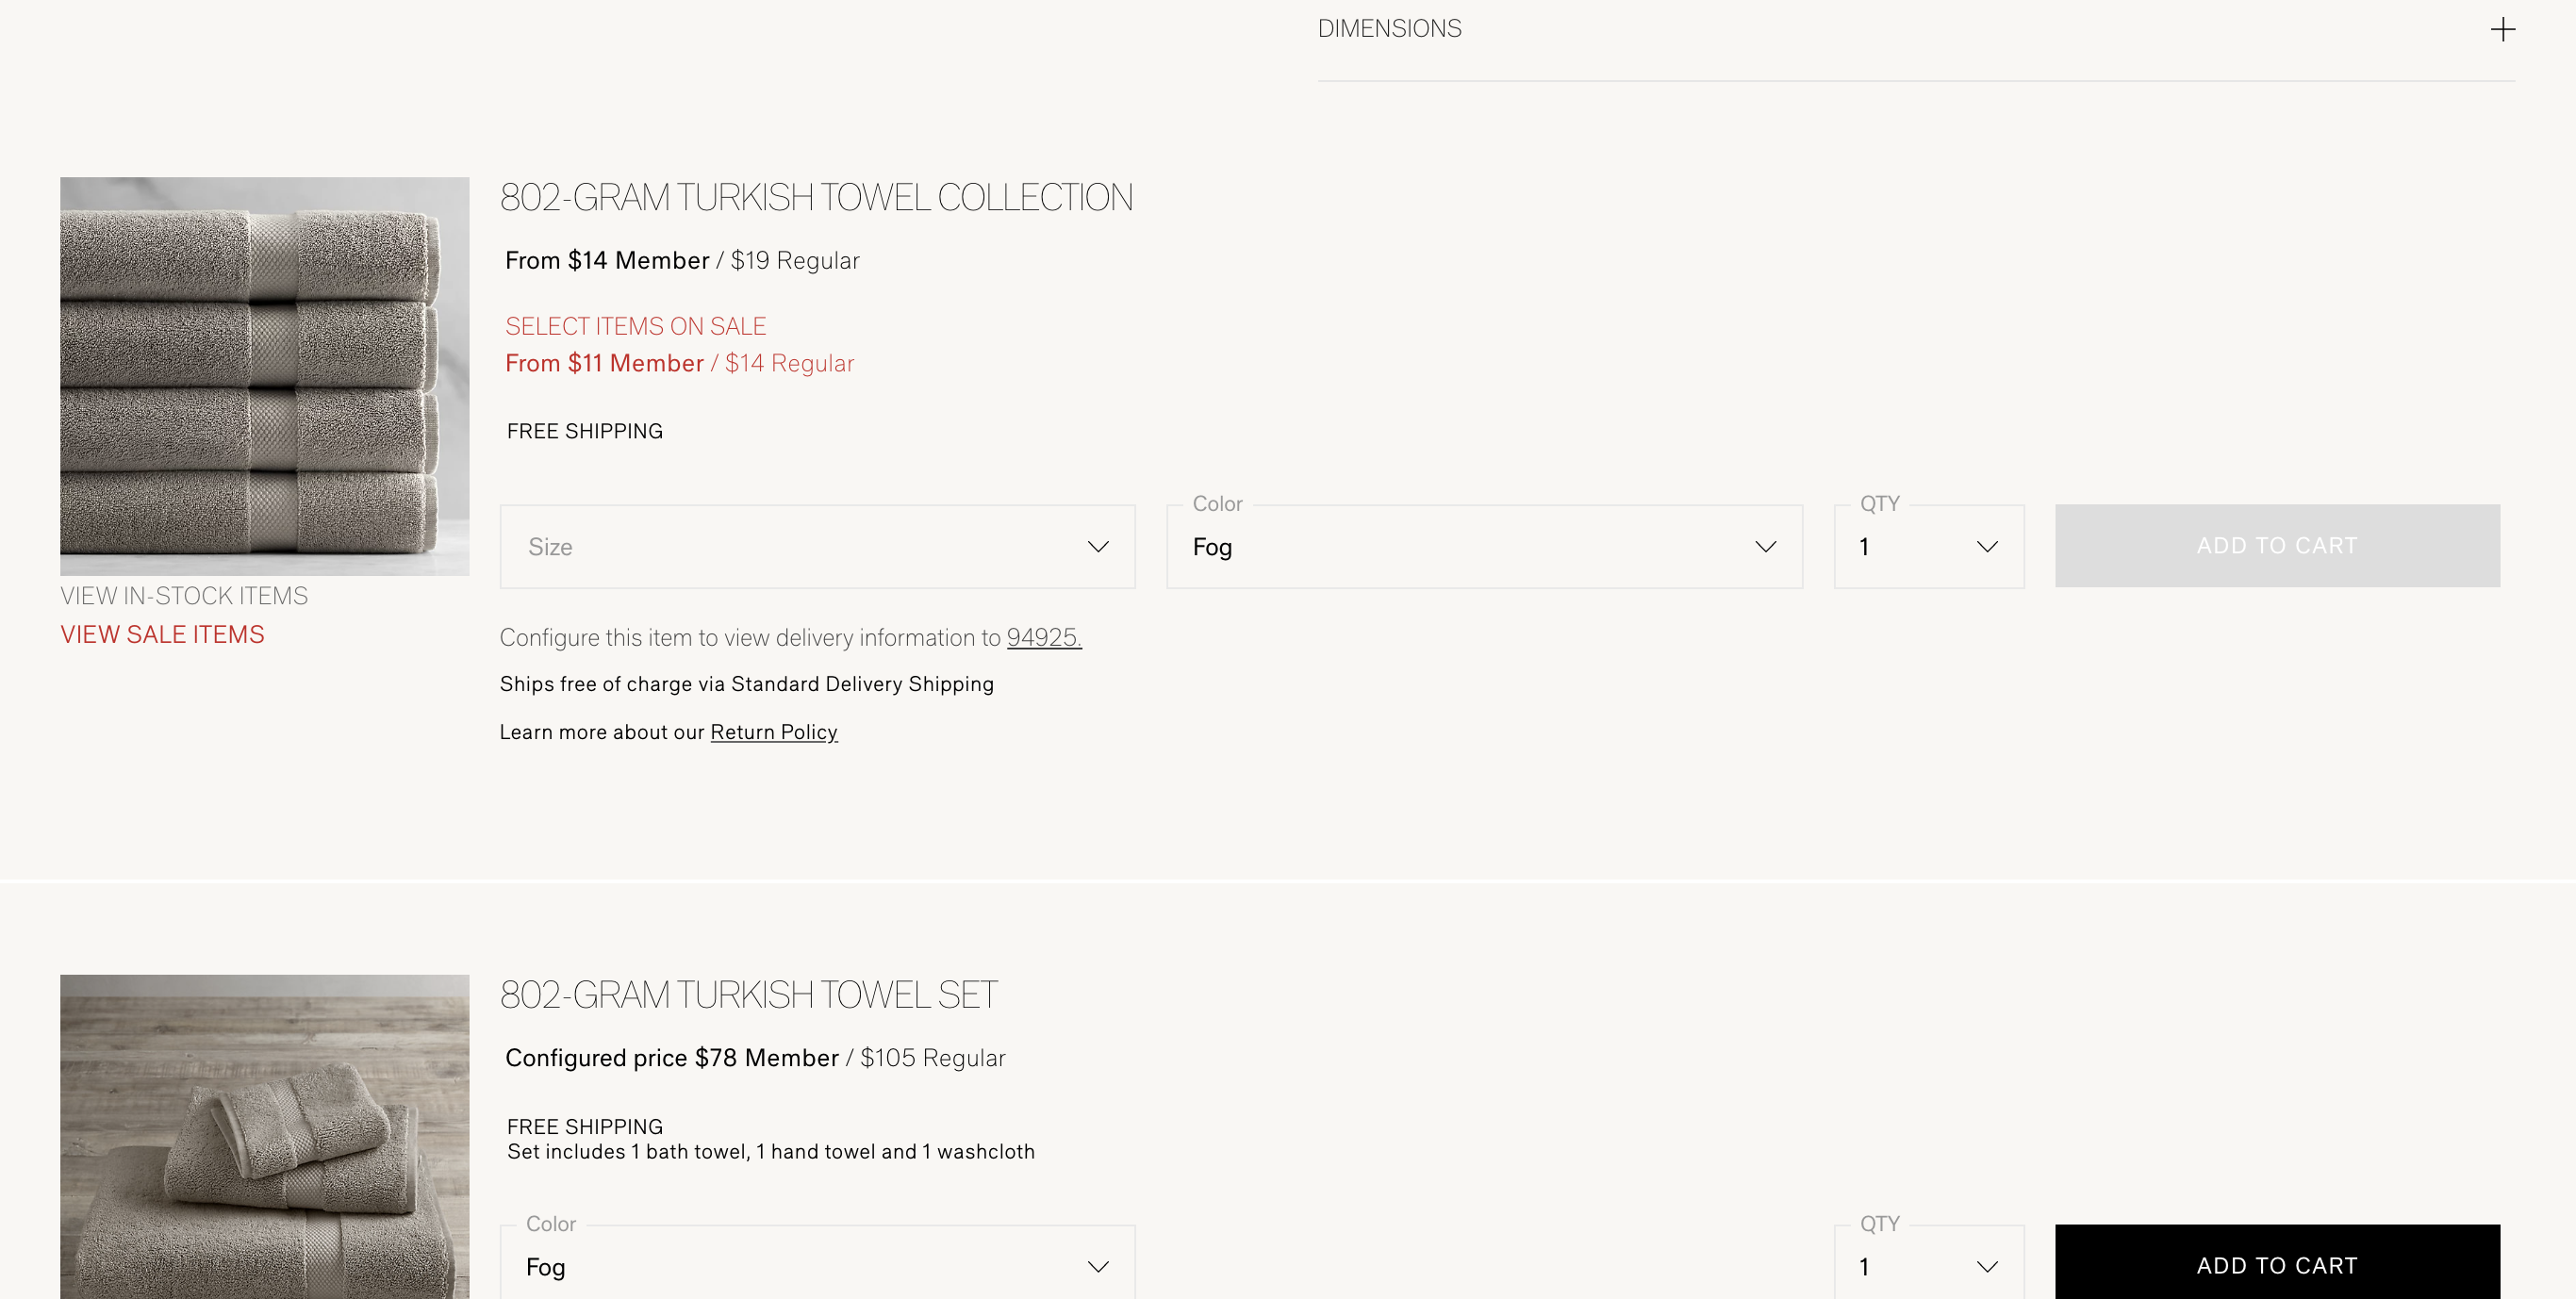 DIMENSIONS
802-GRAM TURKISH TOWEL COLLECTION
From $14 Member / $19 Regular
SELECT ITEMS ON SALE
From $11 Member / $14 Regular
FREE SHIPPING
Size
Color
Fog
QTY
1
ADD TO CART
VIEW IN-STOCK ITEMS
VIEW SALE ITEMS
Configure this item to view delivery information to 94925.
Ships free of charge via Standard Delivery Shipping
Learn more about our Return Policy
802-GRAM TURKISH TOWEL SET
Configured price $78 Member / $105 Regular
FREE SHIPPING
Set includes 1 bath towel, 1 hand towel and 1 washcloth
Color
Fog
QTY
1
ADD TO CART